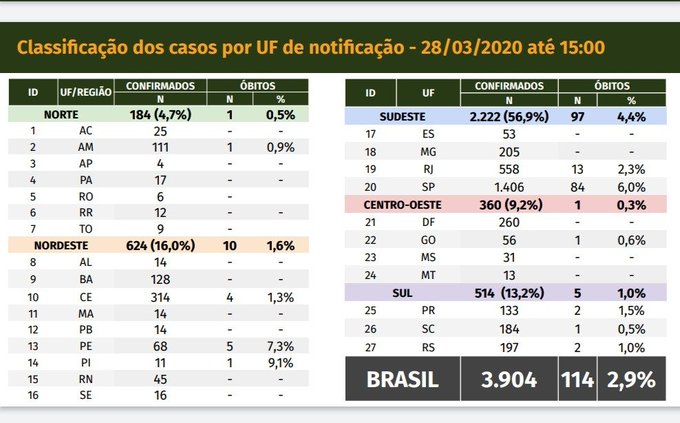 Classificação dos casos por UF de notificação - 28/03/2020 até 15:00
ID UF/REGIÃO CONFIRMADOS ÓBITOS
N N %
NORTE 184 (4,7%) 1 0,5%
1 AC 25 - -
2 AM 111 1 0,9%
3 AP 4 - -
4 PA 17 - -
5 RO 6 - -
6 RR 12 - -
7 TO 9 - -
NORDESTE 624 (16,0%) 10 1,6%
8 AL 14 - -
9 BA 128 - -
10 CE 314 4 1,3%
11 MA 14 - -
12 PB 14 - -
13 PE 68 5 7,3%
14 PI 11 1 9,1%
15 RN 45 - -
16 SE 16 - -
ID UF CONFIRMADOS ÓBITOS
N N %
SUDESTE 2.222 (56,9%) 97 4,4%
17 ES 53 - -
18 MG 205 - -
19 RJ 558 13 2,3%
20 SP 1.406 84 6,0%
CENTRO-OESTE 360 (9,2%) 1 0,3%
21 DF 260 - -
22 GO 56 1 0,6%
23 MS 31 - -
24 MT 13 - -
SUL 514 (13,2%) 5 1,0%
25 PR 133 2 1,5%
26 SC 184 1 0,5%
27 RS 197 2 1,0%
BRASIL 3.904 114 2,9%